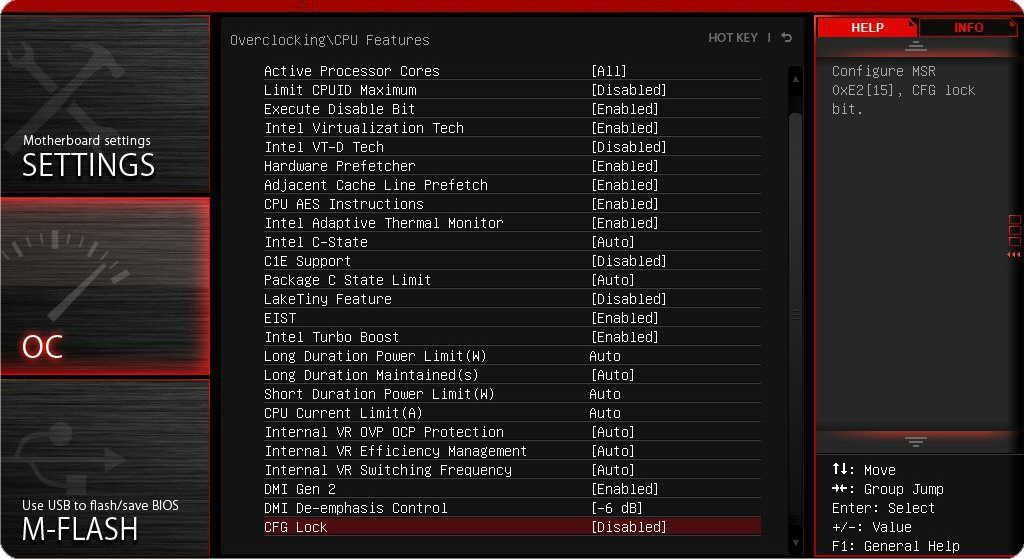 Motherboard settings
SETTINGS
OC
Use USB to flash/save BIOS
M-FLASH
Overclocking\CPU Features
HOT KEY |
Active Processor Cores [All]
Limit CPUID Maximum [Disabled]
Execute Disable Bit [Enabled]
Intel Virtualization Tech [Enabled]
Intel VT-D Tech [Disabled]
Hardware Prefetcher [Enabled]
Adjacent Cache Line Prefetch [Enabled]
CPU AES Instructions [Enabled]
Intel Adaptive Thermal Monitor [Enabled]
Intel C-State [Auto]
C1E Support [Disabled]
Package C State Limit [Auto]
LakeTiny Feature [Disabled]
EIST [Enabled]
Intel Turbo Boost [Enabled]
Long Duration Power Limit(W) Auto
Long Duration Maintained(s) [Auto]
Short Duration Power Limit(W) Auto
CPU Current Limit(A) Auto
Internal VR OVP OCP Protection [Auto]
Internal VR Efficiency Management [Auto]
Internal VR Switching Frequency [Auto]
DMI Gen 2 [Enabled]
DMI De-emphasis Control [-6 dB]
CFG Lock [Disabled]
HELP
INFO
Configure MSR
0xE2[15], CFG lock
bit.
↑↓: Move
→←: Group Jump
Enter: Select
+/-: Value
F1: General Help